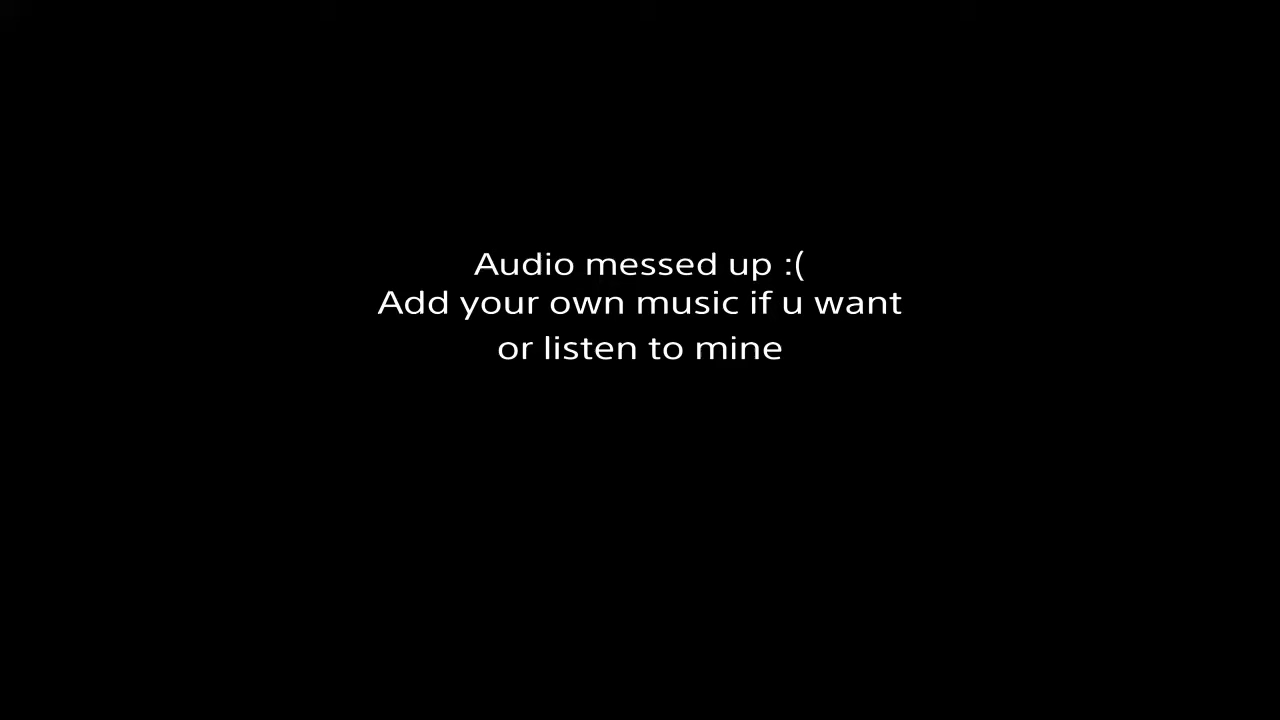 Audio messed up :(
Add your own music if u want
or listen to mine